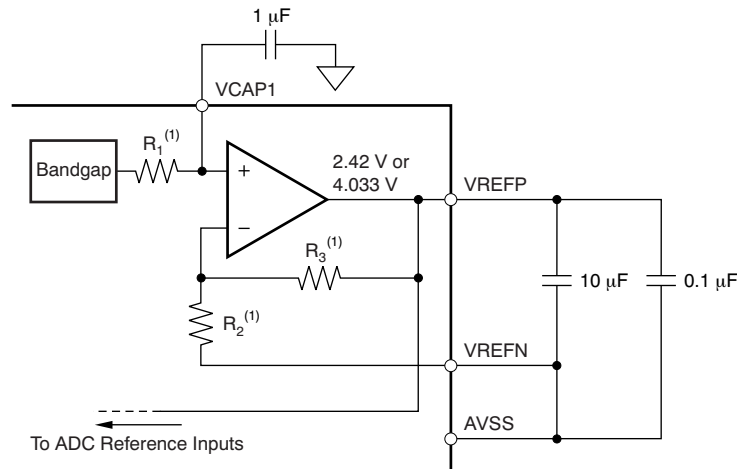 1 μF
VCAP1
R1(1)
Bandgap
+
2.42 V or
4.033 V
VREFP
−
R3(1)
10 μF
0.1 μF
R2(1)
VREFN
AVSS
To ADC Reference Inputs